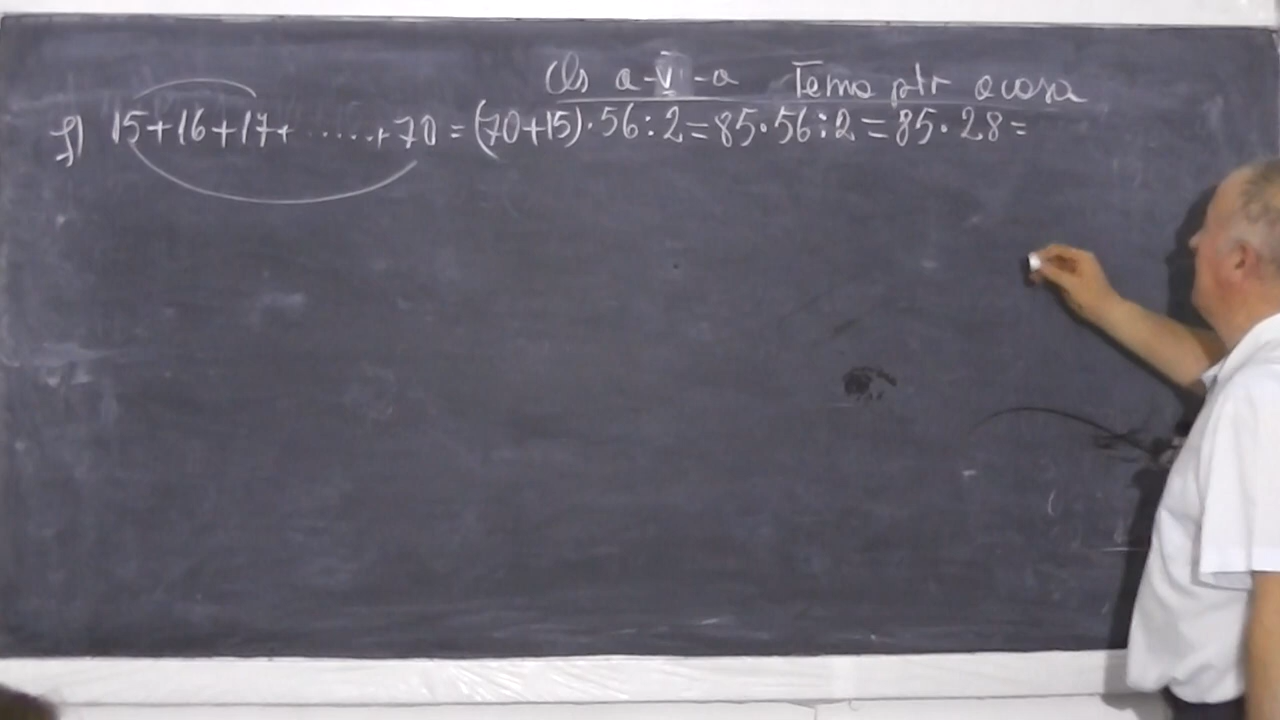 Cls a-V-a Tema ptr acasa
f) 15+16+17+ ......+70=(70+15)·56:2=85·56:2=85·28=